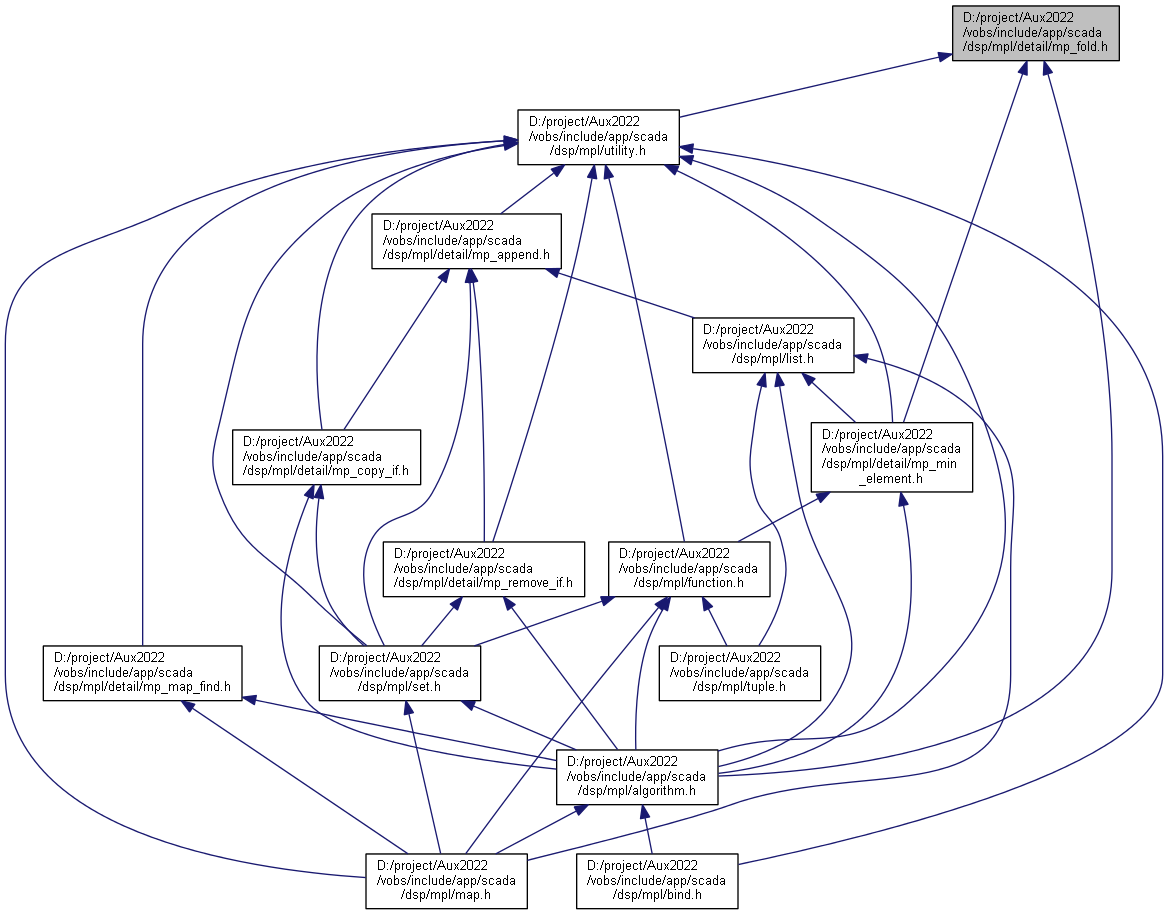 D:/project/Aux2022
/vobs/include/app/scada
/dsp/mpl/detail/mp_fold.h
D:/project/Aux2022
/vobs/include/app/scada
/dsp/mpl/utility.h
D:/project/Aux2022
/vobs/include/app/scada
/dsp/mpl/detail/mp_append.h
D:/project/Aux2022
/vobs/include/app/scada
/dsp/mpl/list.h
D:/project/Aux2022
/vobs/include/app/scada
/dsp/mpl/detail/mp_copy_if.h
D:/project/Aux2022
/vobs/include/app/scada
/dsp/mpl/detail/mp_min
_element.h
D:/project/Aux2022
/vobs/include/app/scada
/dsp/mpl/detail/mp_remove_if.h
D:/project/Aux2022
/vobs/include/app/scada
/dsp/mpl/function.h
D:/project/Aux2022
/vobs/include/app/scada
/dsp/mpl/detail/mp_map_find.h
D:/project/Aux2022
/vobs/include/app/scada
/dsp/mpl/set.h
D:/project/Aux2022
/vobs/include/app/scada
/dsp/mpl/tuple.h
D:/project/Aux2022
/vobs/include/app/scada
/dsp/mpl/algorithm.h
D:/project/Aux2022
/vobs/include/app/scada
/dsp/mpl/map.h
D:/project/Aux2022
/vobs/include/app/scada
/dsp/mpl/bind.h